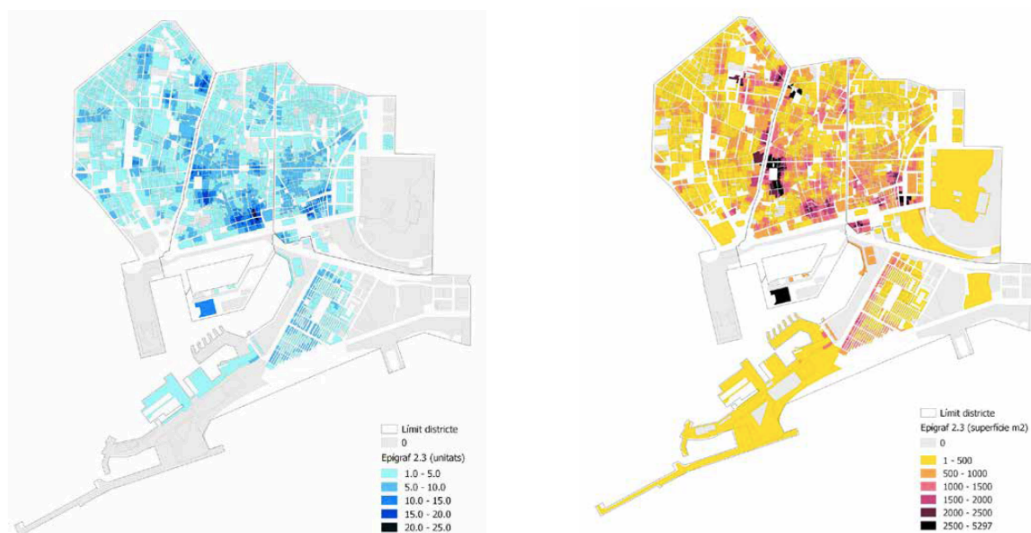 Límit districte
0
Epígraf 2.3 (unitats)
1.0 - 5.0
5.0 - 10.0
10.0 - 15.0
15.0 - 20.0
20.0 - 25.0
Límit districte
Epígraf 2.3 (superfície m2)
0
1 - 500
500 - 1000
1000 - 1500
1500 - 2000
2000 - 2500
2500 - 5297